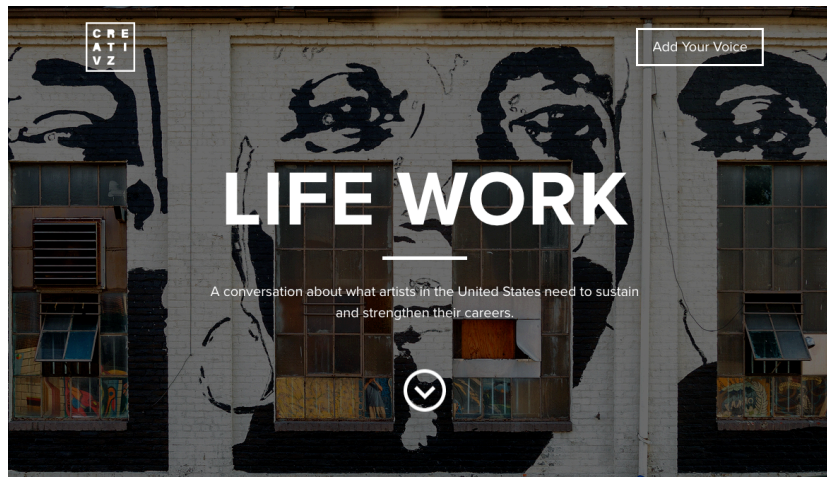 CRE
ATI
VZ
Add Your Voice
LIFE WORK
A conversation about what artists in the United States need to sustain
and strengthen their careers.